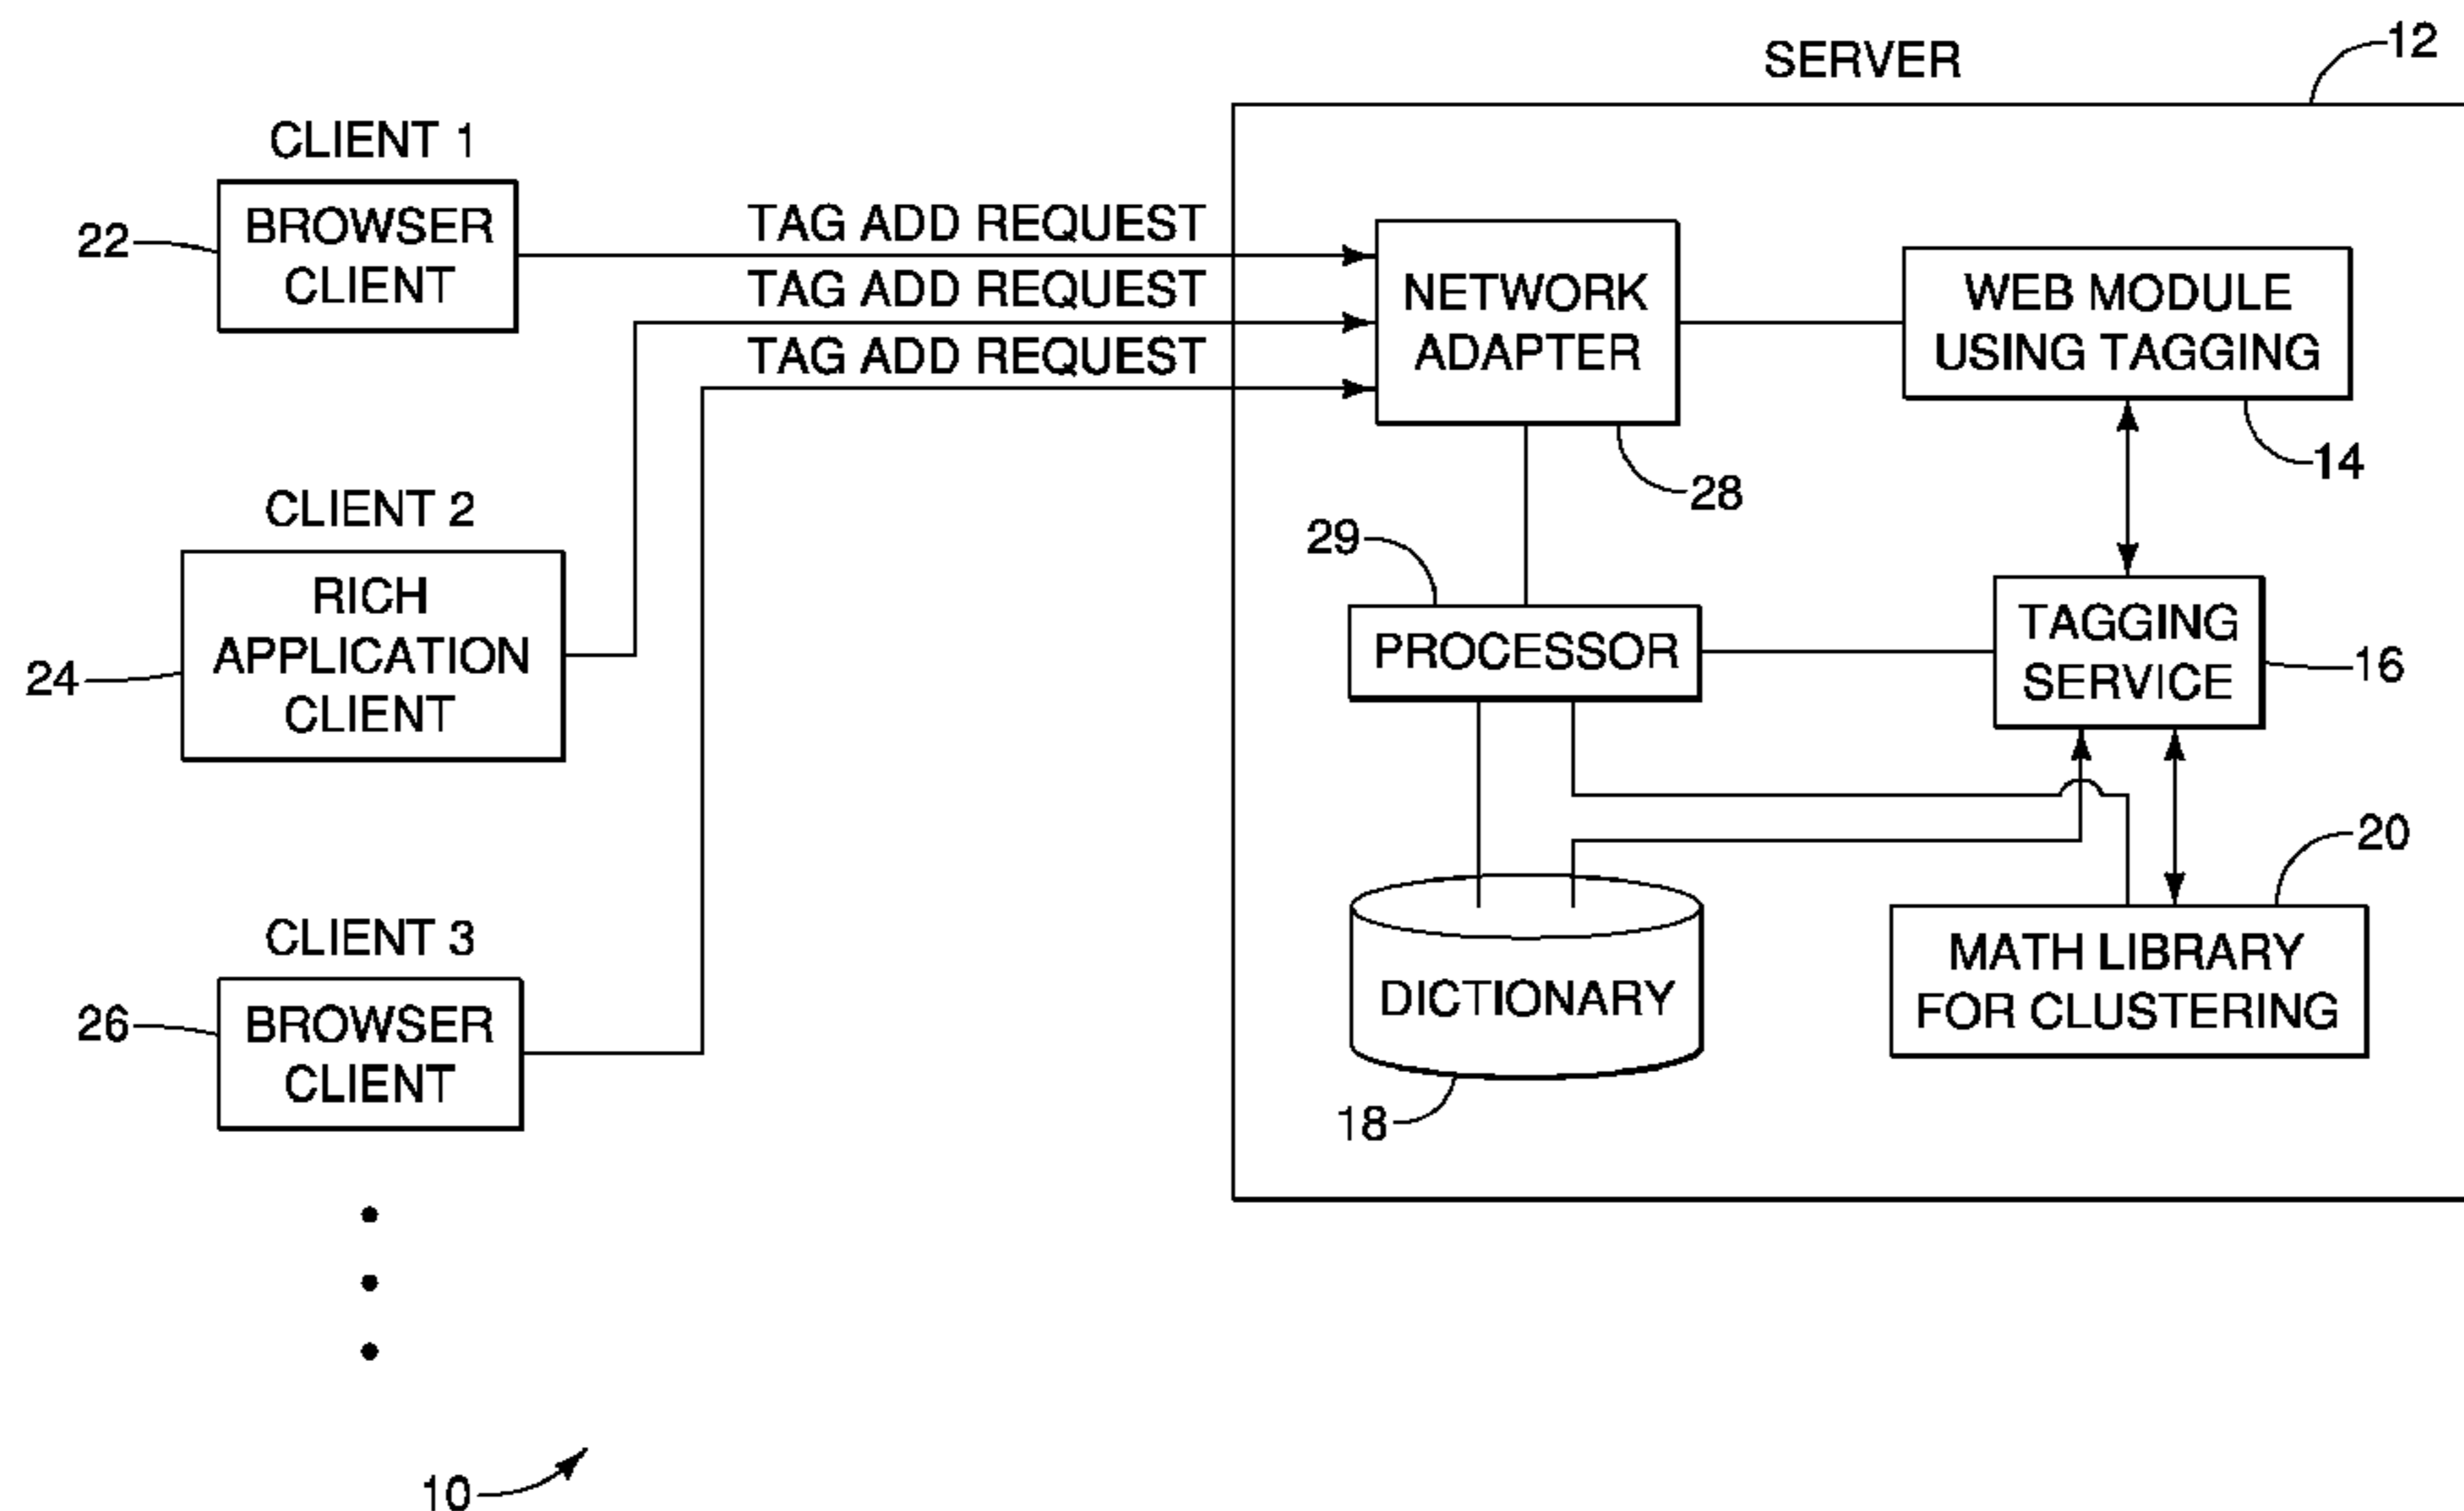 SERVER
12
CLIENT 1
BROWSER
CLIENT
22
TAG ADD REQUEST
TAG ADD REQUEST
TAG ADD REQUEST
NETWORK
ADAPTER
28
WEB MODULE
USING TAGGING
14
CLIENT 2
RICH
APPLICATION
CLIENT
24
29
PROCESSOR
TAGGING
SERVICE
16
20
CLIENT 3
BROWSER
CLIENT
26
DICTIONARY
18
MATH LIBRARY
FOR CLUSTERING
10